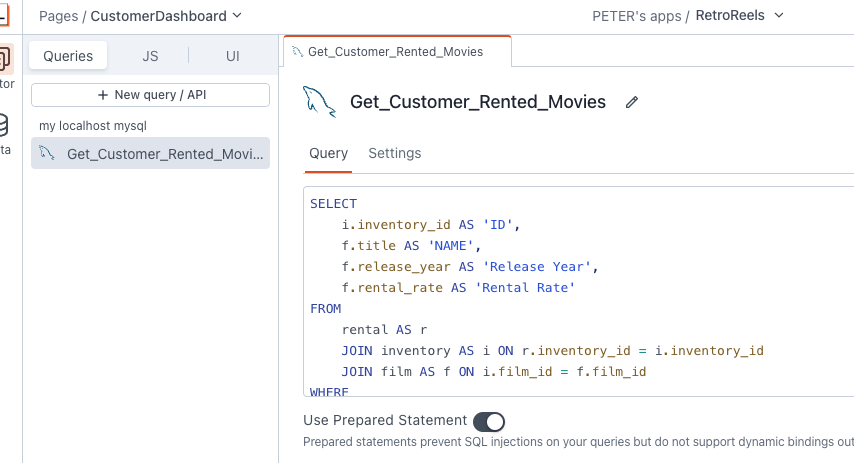 Pages / CustomerDashboard
PETER's apps / RetroReels
Queries
JS
UI
Get_Customer_Rented_Movies
+ New query / API
my localhost mysql
Get_Customer_Rented_Movi...
Get_Customer_Rented_Movies
Query
Settings
SELECT
i.inventory_id AS 'ID',
f.title AS 'NAME',
f.release_year AS 'Release Year',
f.rental_rate AS 'Rental Rate'
FROM
rental AS r
JOIN inventory AS i ON r.inventory_id = i.inventory_id
JOIN film AS f ON i.film_id = f.film_id
WHERE
Use Prepared Statement
Prepared statements prevent SQL injections on your queries but do not support dynamic bindings out